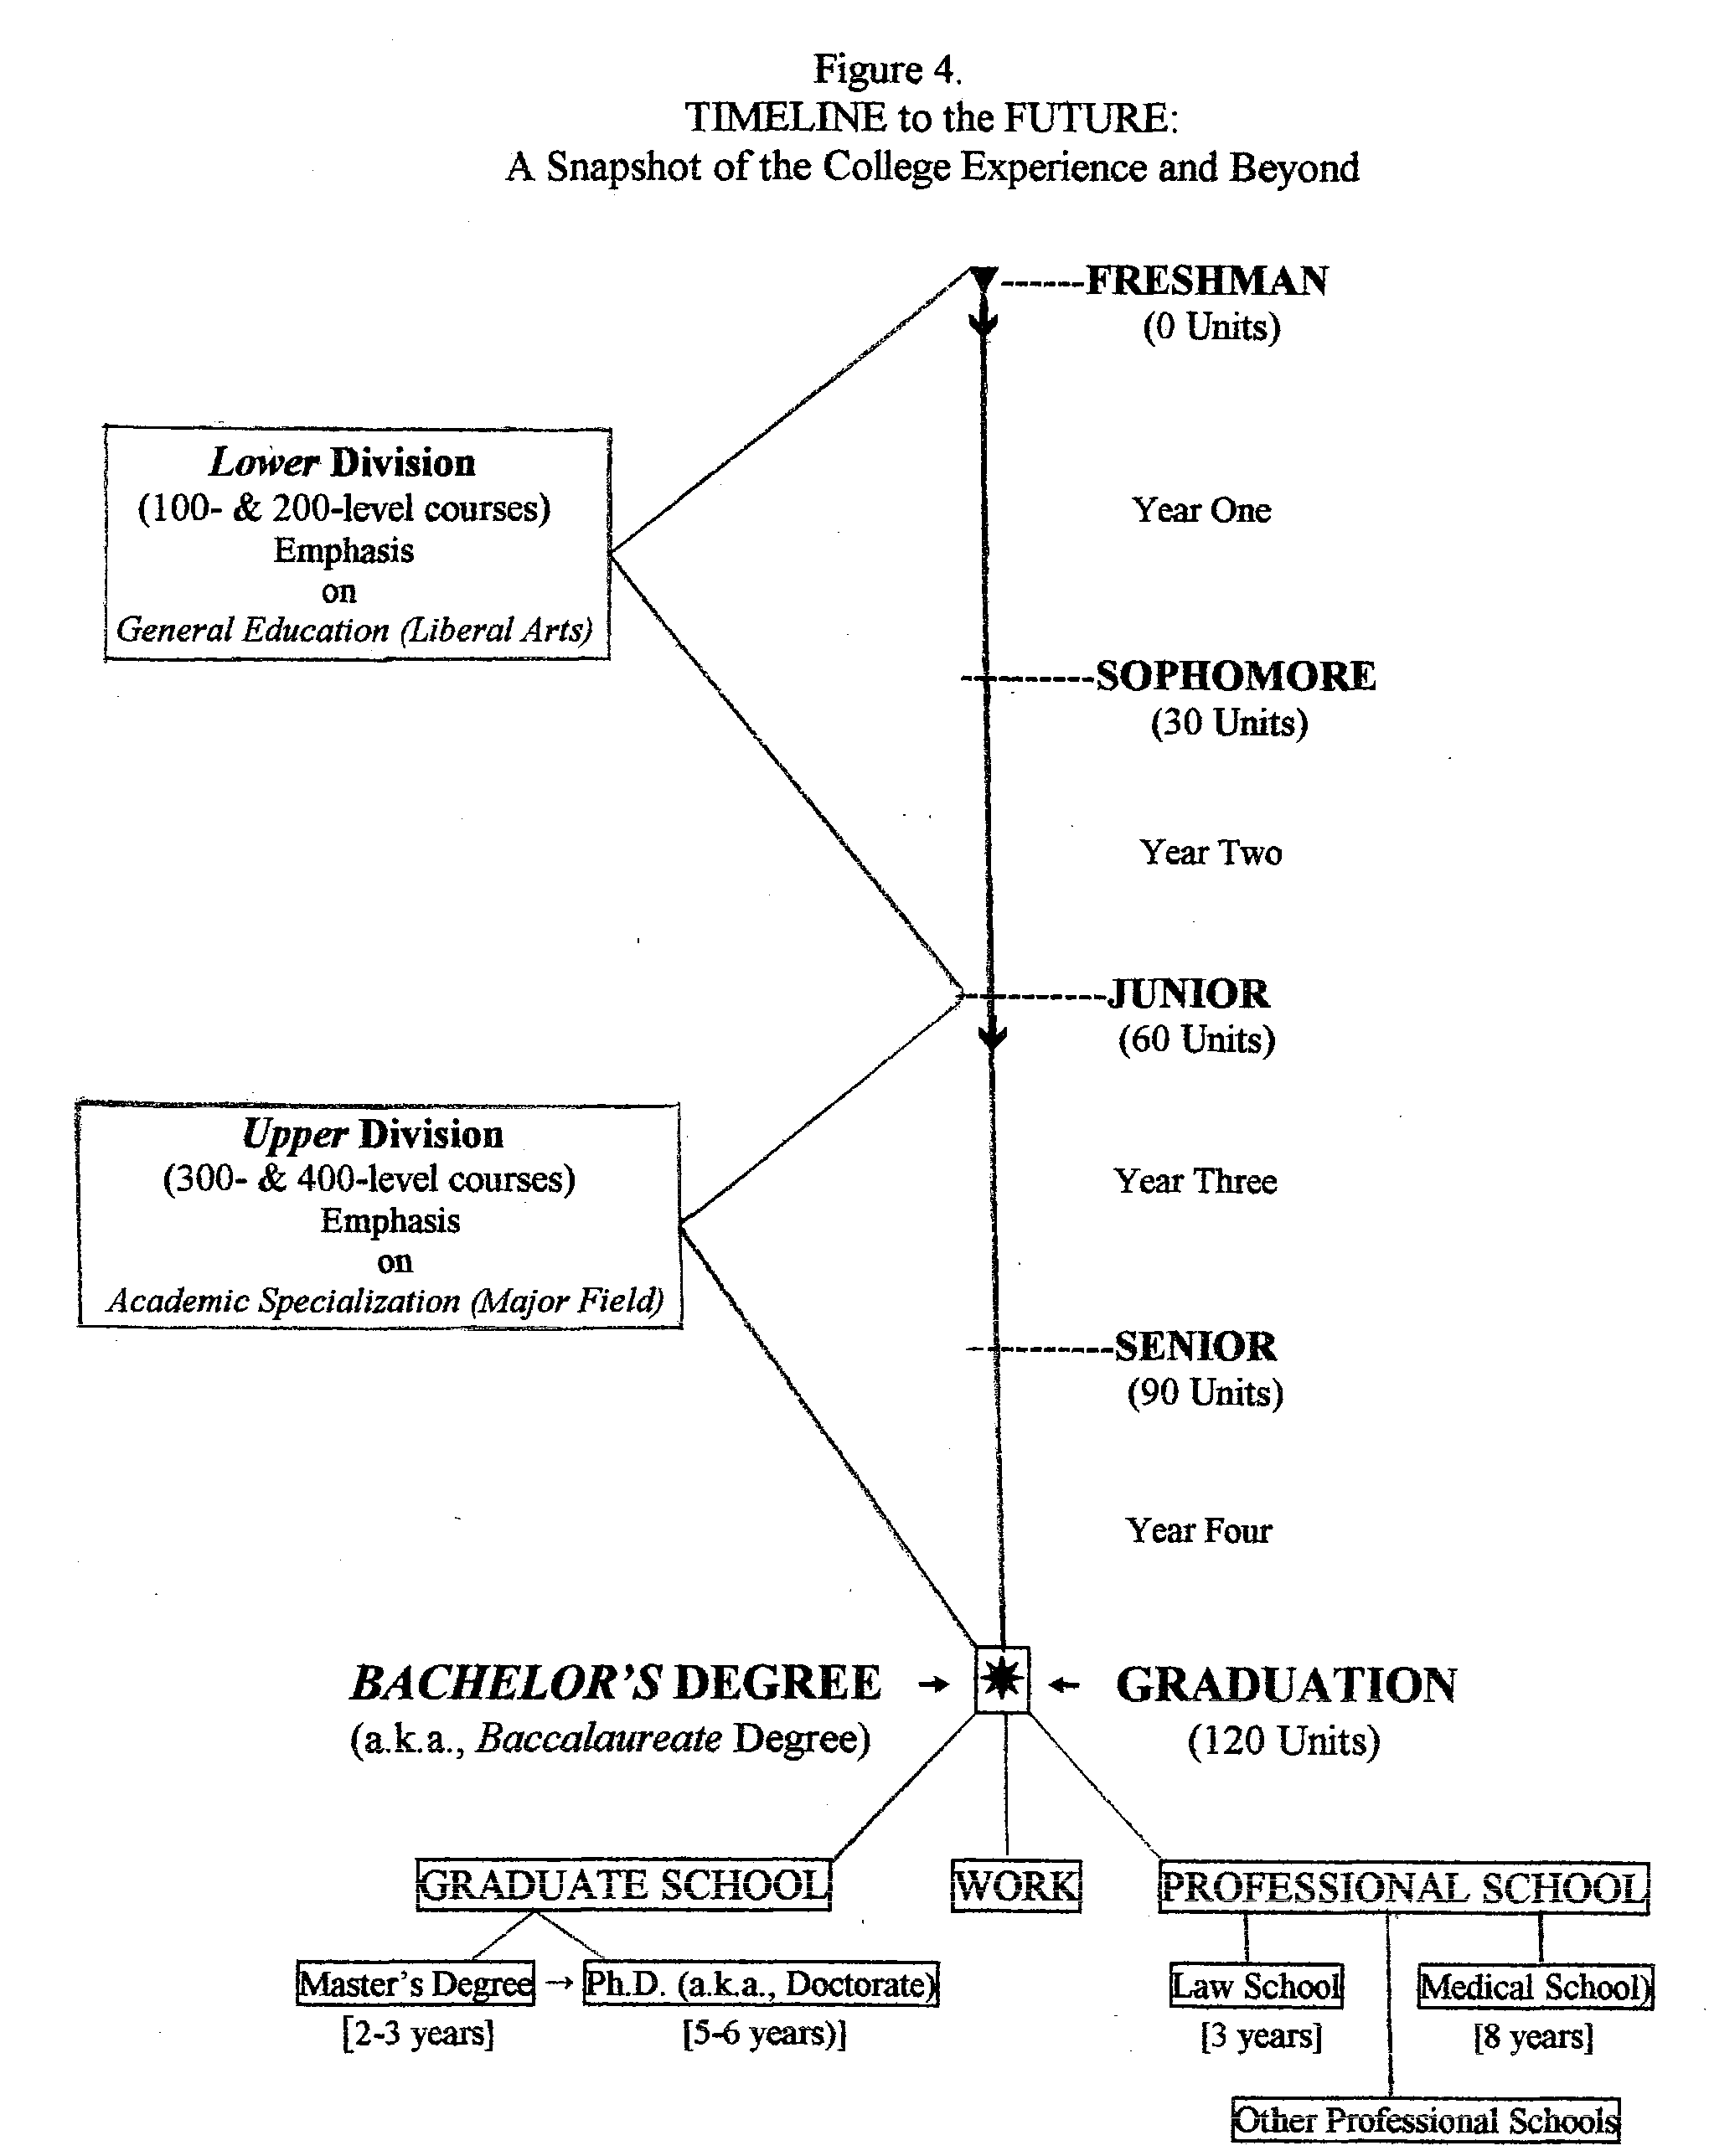 Figure 4.
TIMELINE to the FUTURE:
A Snapshot of the College Experience and Beyond
FRESHMAN
(0 Units)
Lower Division
(100- & 200-level courses)
Emphasis
on
General Education (Liberal Arts)
Year One
SOPHOMORE
(30 Units)
Year Two
JUNIOR
(60 Units)
Upper Division
(300- & 400-level courses)
Emphasis
on
Academic Specialization (Major Field)
Year Three
SENIOR
(90 Units)
Year Four
BACHELOR'S DEGREE → ← GRADUATION
(a.k.a., Baccalaureate Degree) (120 Units)
GRADUATE SCHOOL WORK PROFESSIONAL SCHOOL
Master's Degree → Ph.D. (a.k.a., Doctorate) Law School Medical School)
[2-3 years] [5-6 years)] [3 years] [8 years]
Other Professional Schools